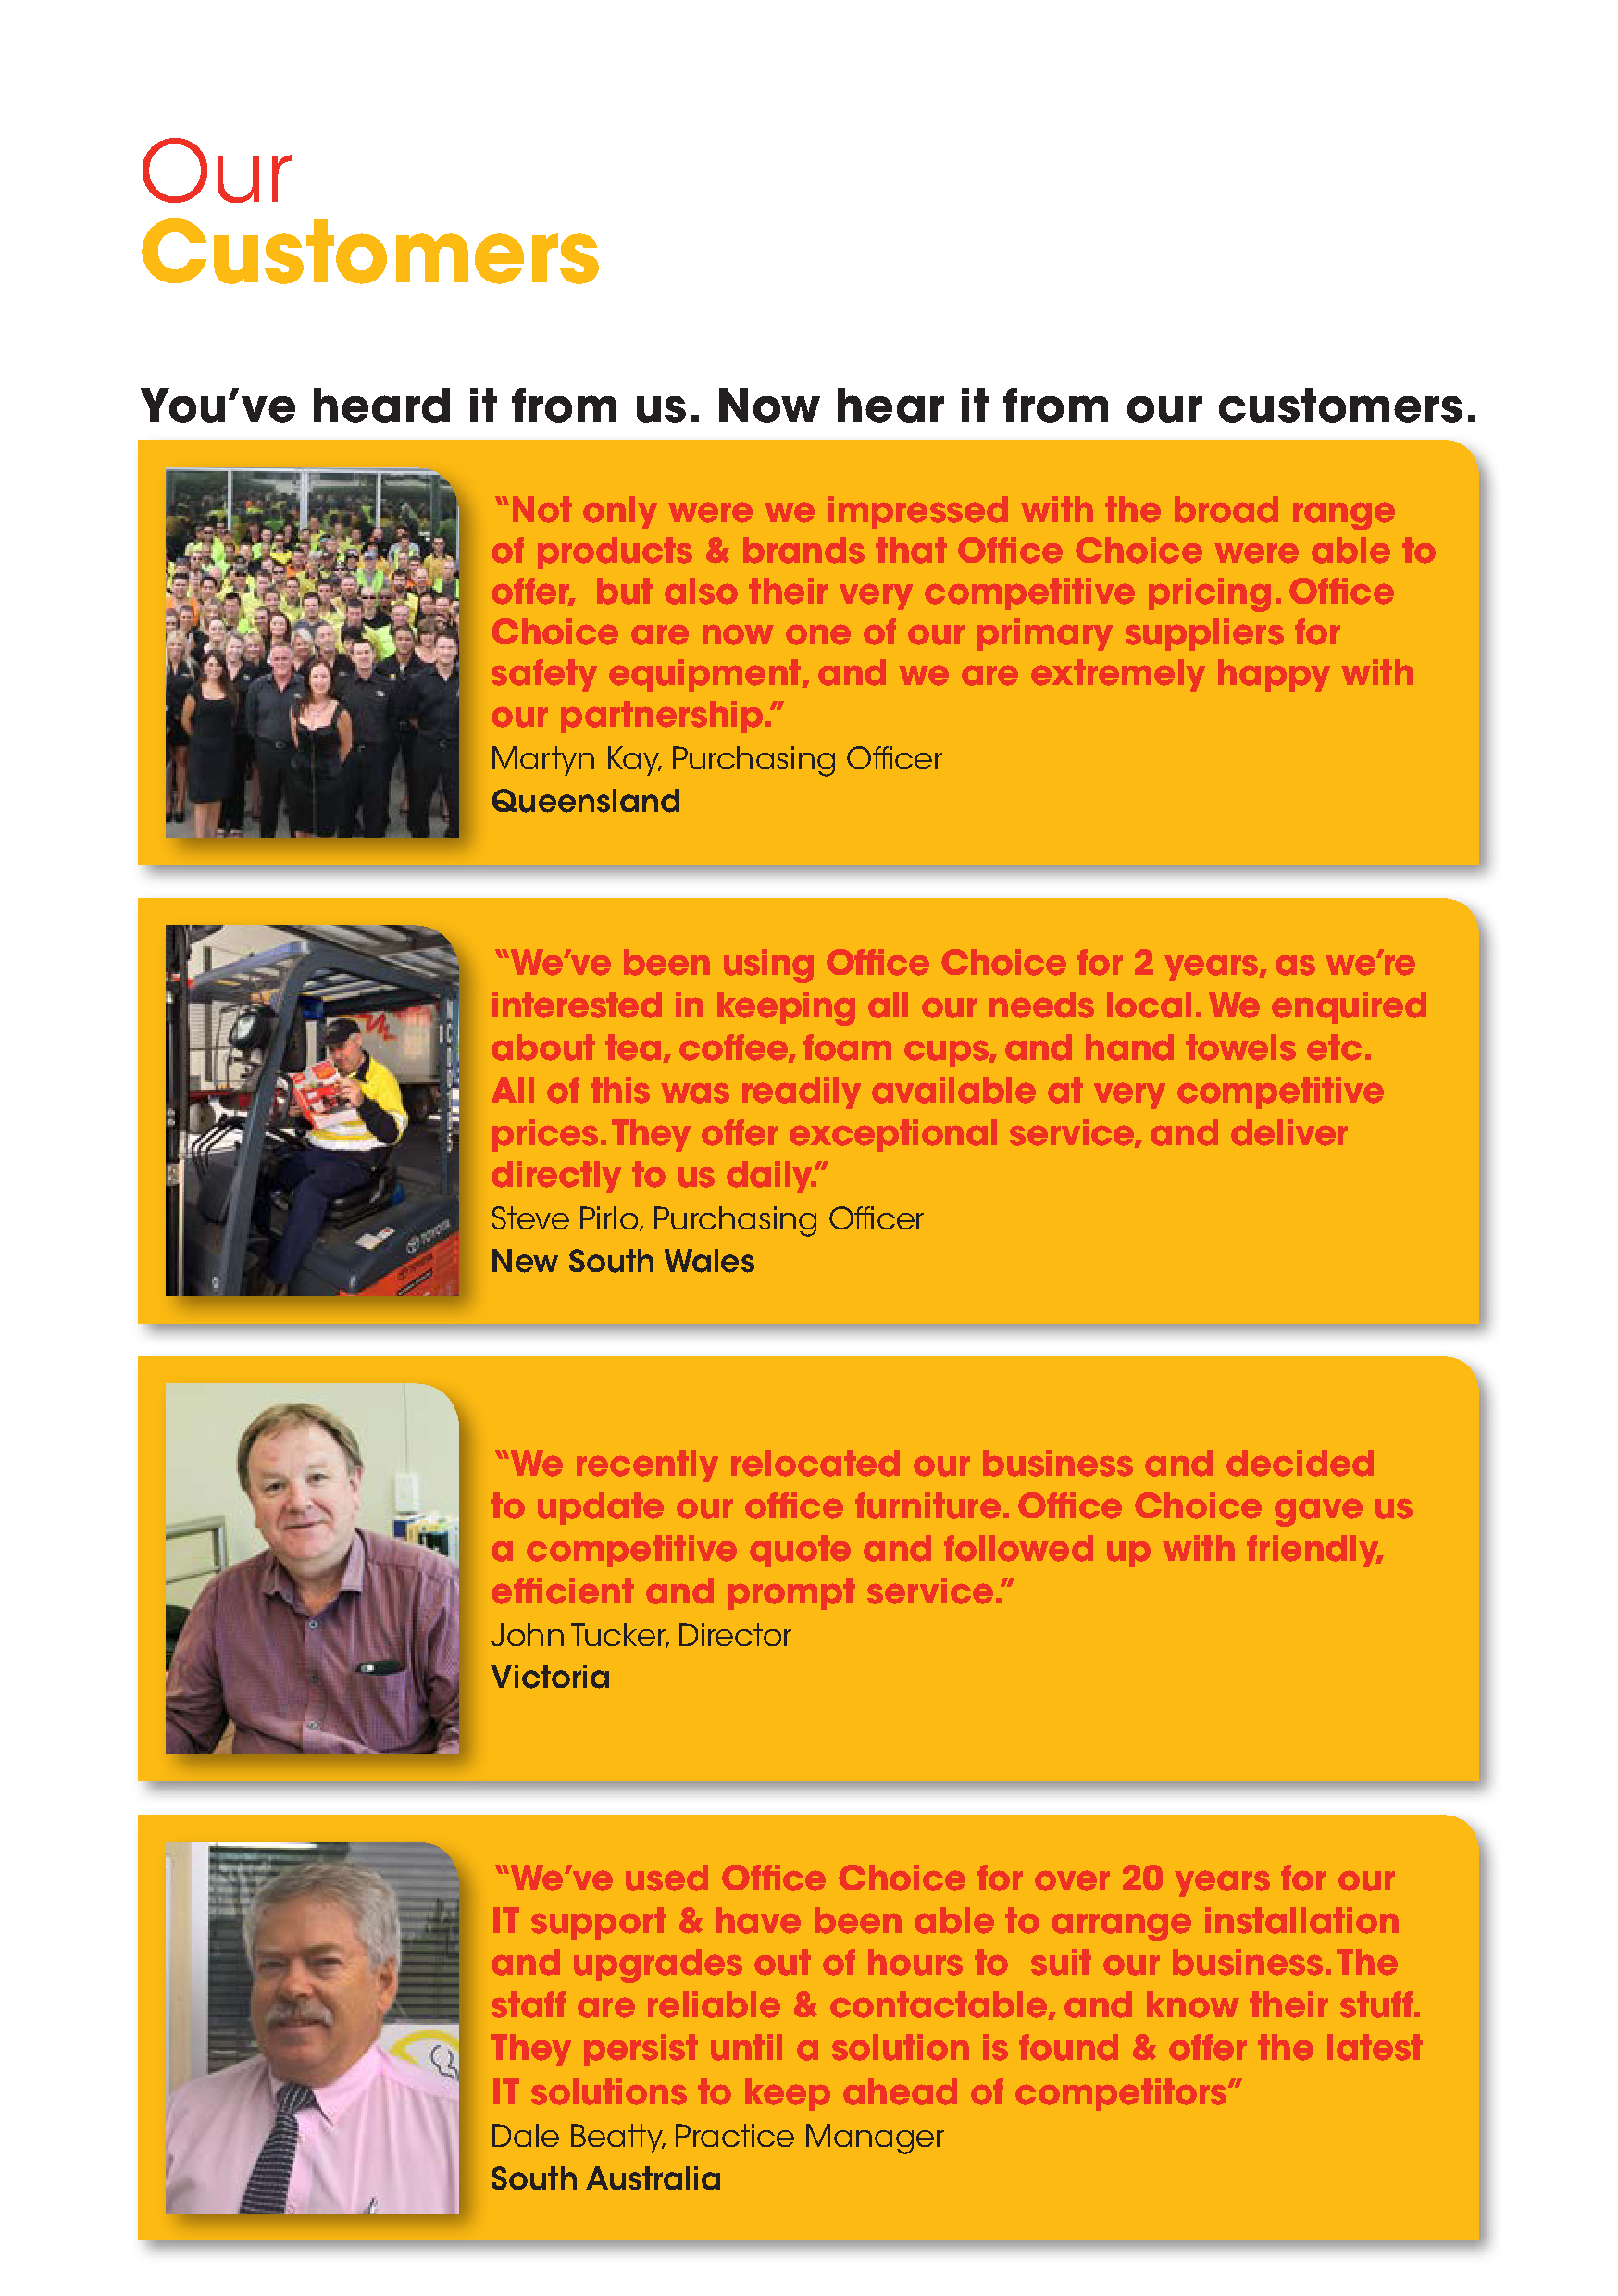 Our
Customers
You’ve heard it from us. Now hear it from our customers.
“Not only were we impressed with the broad range
of products & brands that Office Choice were able to
offer, but also their very competitive pricing. Office
Choice are now one of our primary suppliers for
safety equipment, and we are extremely happy with
our partnership.”
Martyn Kay, Purchasing Officer
Queensland
“We’ve been using Office Choice for 2 years, as we’re
interested in keeping all our needs local. We enquired
about tea, coffee, foam cups, and hand towels etc.
All of this was readily available at very competitive
prices. They offer exceptional service, and deliver
directly to us daily.”
Steve Pirlo, Purchasing Officer
New South Wales
TOYOTA
“We recently relocated our business and decided
to update our office furniture. Office Choice gave us
a competitive quote and followed up with friendly,
efficient and prompt service.”
John Tucker, Director
Victoria
“We’ve used Office Choice for over 20 years for our
IT support & have been able to arrange installation
and upgrades out of hours to suit our business. The
staff are reliable & contactable, and know their stuff.
They persist until a solution is found & offer the latest
IT solutions to keep ahead of competitors”
Dale Beatty, Practice Manager
South Australia